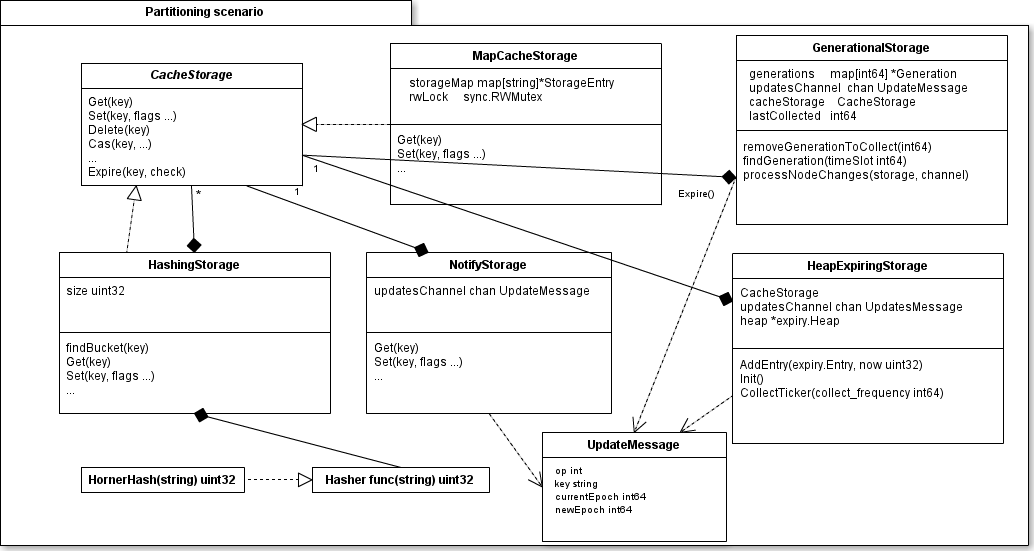 Partitioning scenario
CacheStorage
Get(key)
Set(key, flags ...)
Delete(key)
Cas(key, ...)
...
Expire(key, check)
MapCacheStorage
storageMap map[string]*StorageEntry
rwLock sync.RWMutex
Get(key)
Set(key, flags ...)
...
GenerationalStorage
generations map[int64] *Generation
updatesChannel chan UpdateMessage
cacheStorage CacheStorage
lastCollected int64
removeGenerationToCollect(int64)
findGeneration(timeSlot int64)
processNodeChanges(storage, channel)
1
*
1
Expire()
HashingStorage
size uint32
findBucket(key)
Get(key)
Set(key, flags ...)
...
NotifyStorage
updatesChannel chan UpdateMessage
Get(key)
Set(key, flags ...)
...
HeapExpiringStorage
CacheStorage
updatesChannel chan UpdatesMessage
heap *expiry.Heap
AddEntry(expiry.Entry, now uint32)
Init()
CollectTicker(collect_frequency int64)
HornerHash(string) uint32
Hasher func(string) uint32
UpdateMessage
op int
key string
currentEpoch int64
newEpoch int64